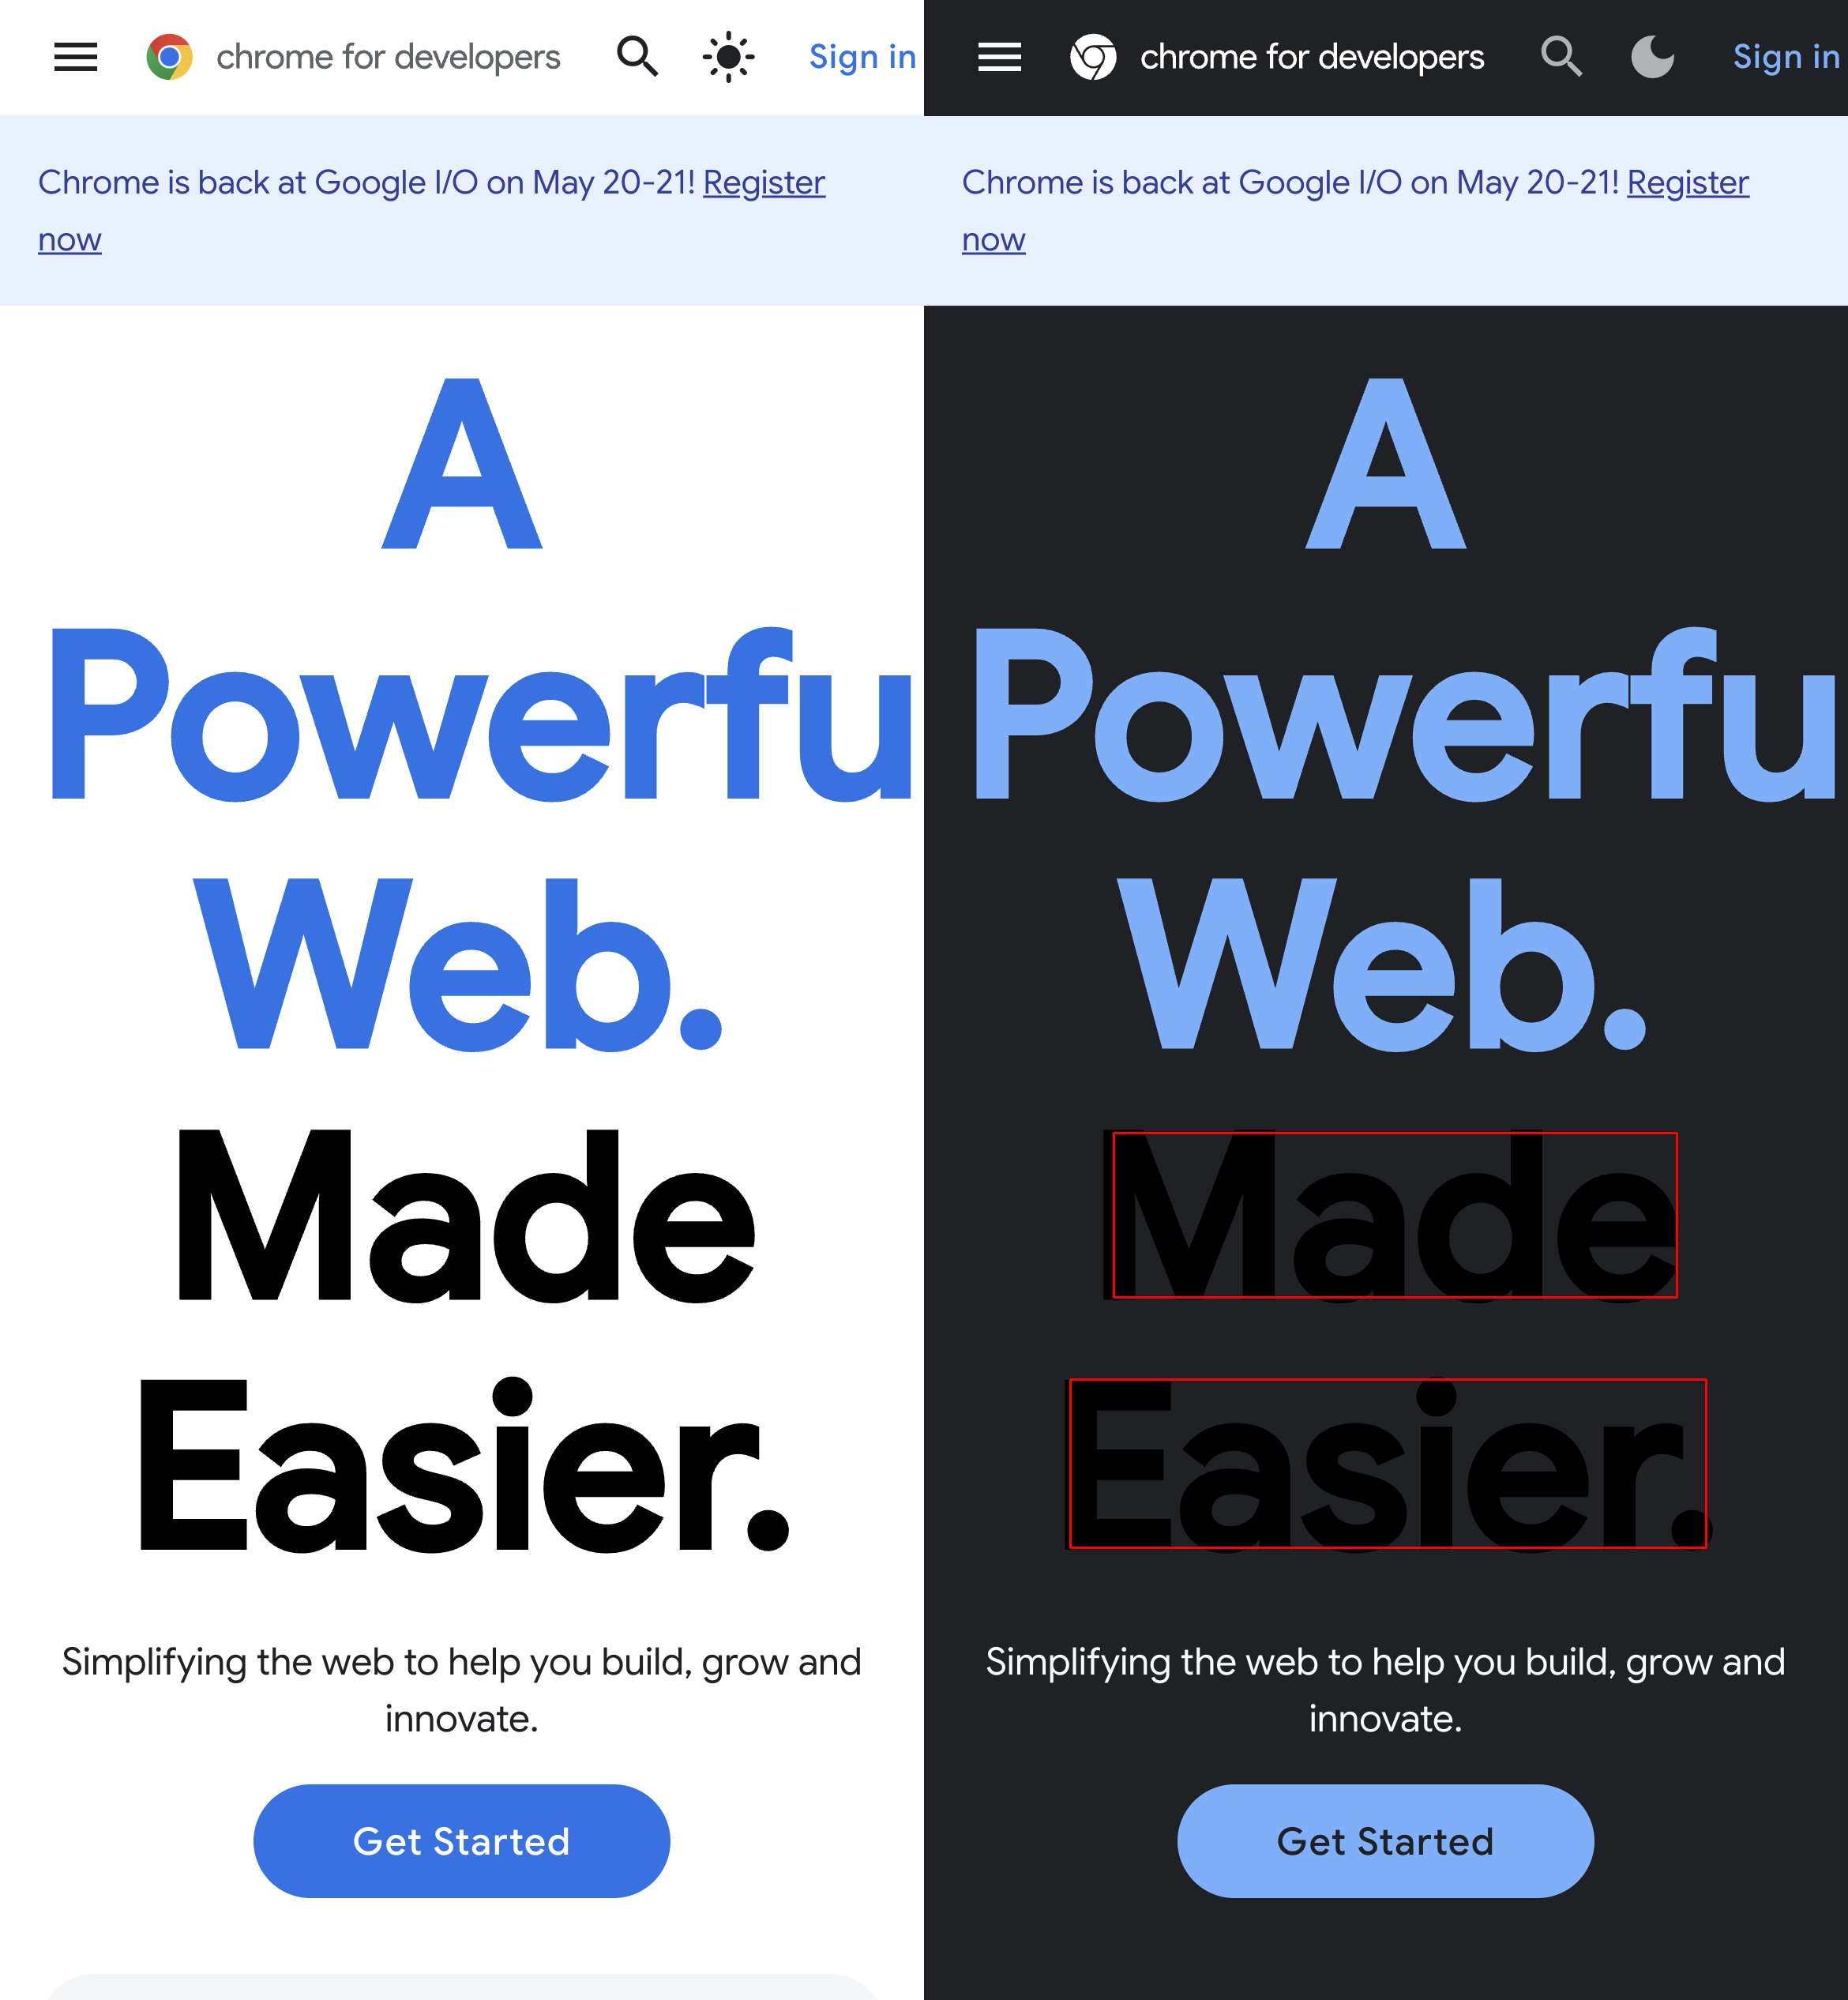 chrome for developers Sign in
Chrome is back at Google I/O on May 20-21! Register
now
A
Powerfu
Web.
Made
Easier.
Simplifying the web to help you build, grow and
innovate.
Get Started
chrome for developers Sign in
Chrome is back at Google I/O on May 20-21! Register
now
A
Powerfu
Web.
Made
Easier.
Simplifying the web to help you build, grow and
innovate.
Get Started